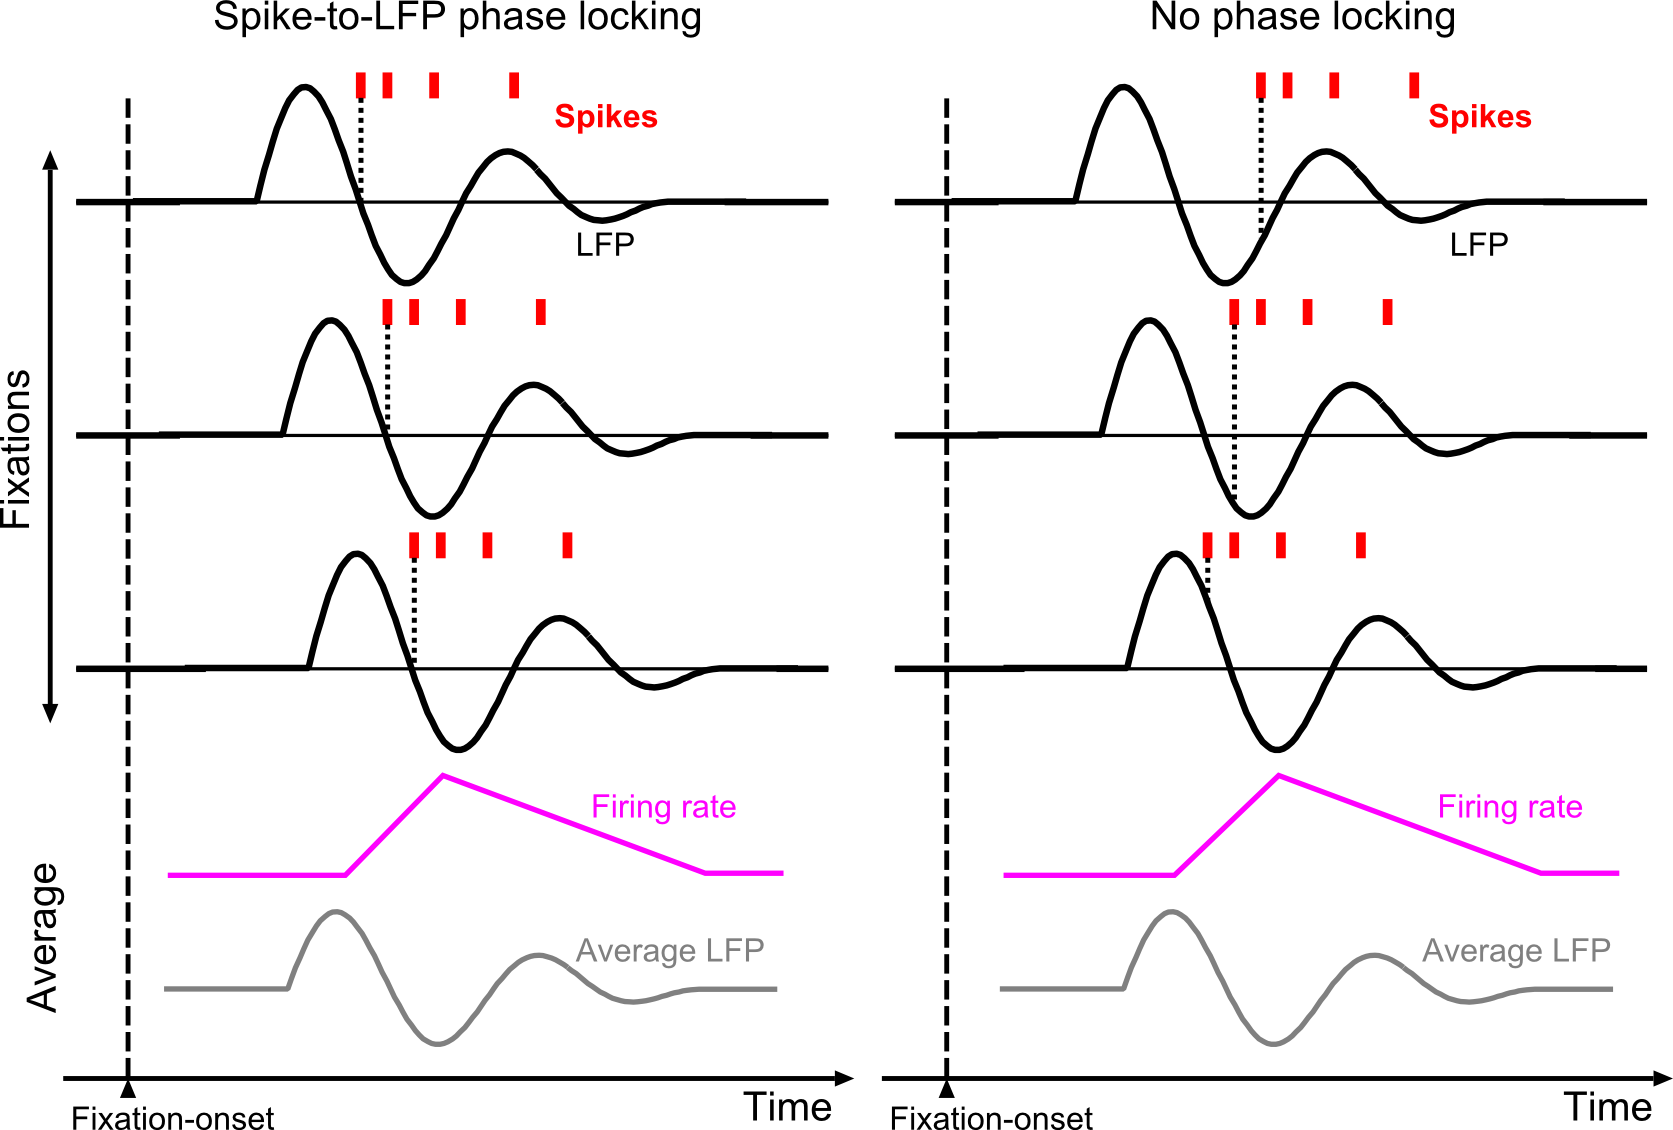 Spike-to-LFP phase locking
No phase locking
Spikes
LFP
Spikes
LFP
Fixations
Firing rate
Firing rate
Average
Average LFP
Average LFP
Time
Fixation-onset
Time
Fixation-onset